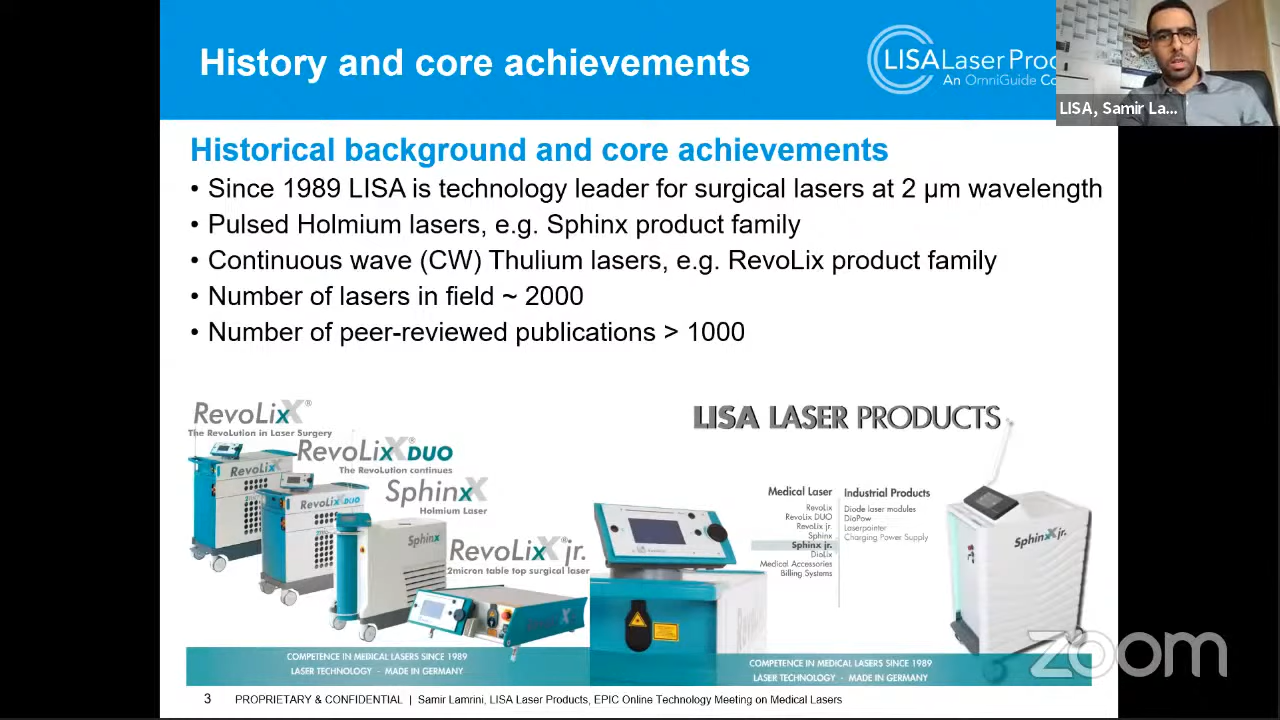 History and core achievements
LISALaserProd
An OmniGuide Co
LISA, Samir La...
Historical background and core achievements
• Since 1989 LISA is technology leader for surgical lasers at 2 µm wavelength
• Pulsed Holmium lasers, e.g. Sphinx product family
• Continuous wave (CW) Thulium lasers, e.g. RevoLix product family
• Number of lasers in field ~ 2000
• Number of peer-reviewed publications > 1000
RevoLix®
The RevoLution in Laser Surgery
RevoLix® DUO
The RevoLution continues
Sphinx
Holmium Laser
RevoLix® jr.
2micron table top surgical laser
RevoLix
RevoLix DUO
Sphinx
COMPETENCE IN MEDICAL LASERS SINCE 1989
LASER TECHNOLOGY - MADE IN GERMANY
LISA LASER PRODUCTS
Medical Laser
RevoLix
RevoLix DUO
RevoLix jr.
Sphinx
Sphinx jr.
DioLix
Medical Accessories
Billing Systems
Industrial Products
Diode laser modules
DioPow
Laserpointer
Charging Power Supply
Sphinx jr.
COMPETENCE IN MEDICAL LASERS SINCE 1989
LASER TECHNOLOGY - MADE IN GERMANY
zoom
3 PROPRIETARY & CONFIDENTIAL | Samir Lamrini, LISA Laser Products, EPIC Online Technology Meeting on Medical Lasers